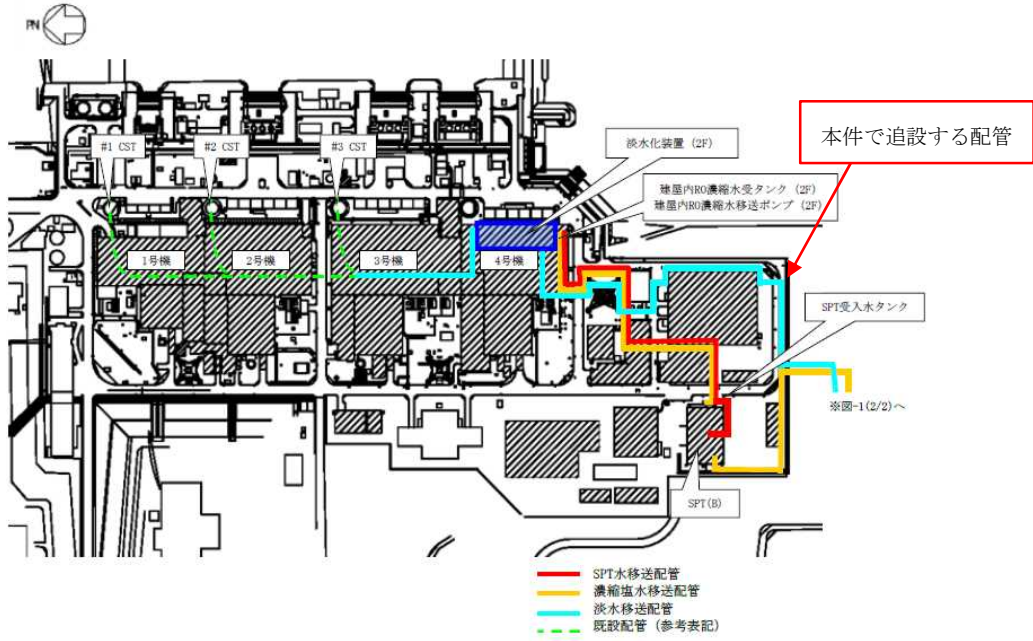 PN
本件で追設する配管
淡水化装置 (2F)
#1 CST
#2 CST
#3 CST
建屋内RO濃縮水受タンク (2F)
建屋内RO濃縮水移送ポンプ (2F)
1号機
2号機
3号機
4号機
SPT受入水タンク
※図-1(2/2)へ
SPT(B)
SPT水移送配管
濃縮塩水移送配管
淡水移送配管
既設配管 (参考表記)